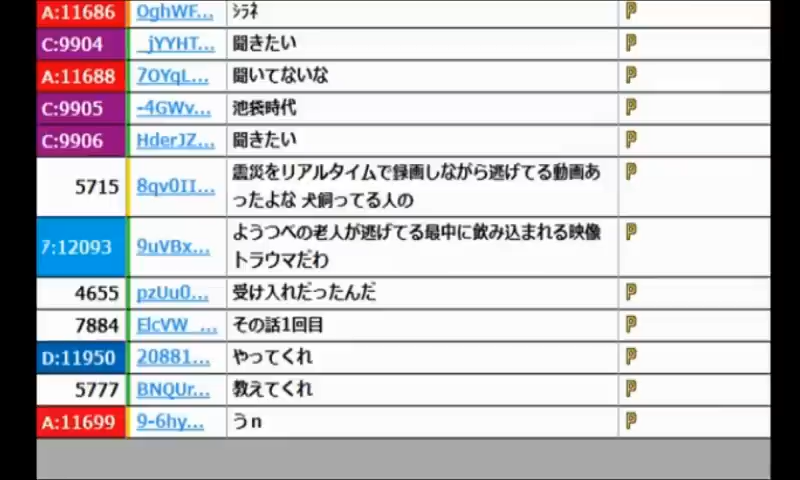 A:11686 OghWF... ｼﾗﾈ P
C:9904 _jYYHT... 聞きたい P
A:11688 7OYqL... 聞いてないな P
C:9905 -4GWv... 池袋時代 P
C:9906 HderJZ... 聞きたい P
5715 8qv0II... 震災をリアルタイムで録画しながら逃げてる動画あ P
ったよな 犬飼ってる人の
ｱ:12093 9uVBx... ようつべの老人が逃げてる最中に飲み込まれる映像 P
トラウマだわ
4655 pzUu0... 受け入れだったんだ P
7884 ElcVW_... その話1回目 P
D:11950 20881... やってくれ P
5777 BNQUr... 教えてくれ P
A:11699 9-6hy... うn P